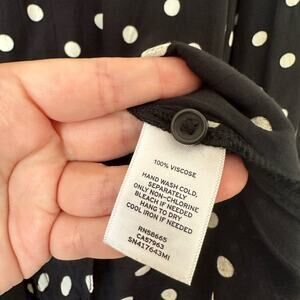 100% VISCOSE
HAND WASH COLD.
SEPARATELY
ONLY NON-CHLORINE
BLEACH IF NEEDED
HANG TO DRY
COOL IRON IF NEEDED
RN58665
CA57963
SN417643MI